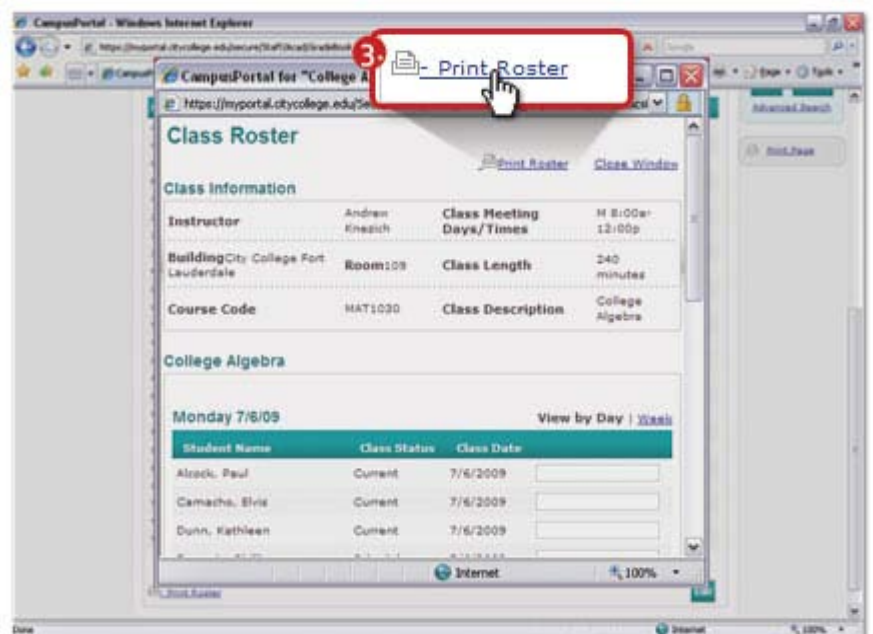 CampusPortal - Windows Internet Explorer
3.
- Print Roster
CampusPortal for "College A
https://myportal.citycollege.edu/Se
Advanced Search
Print Page
Class Roster
Print Roster Close Window
Class Information
Instructor Andrew Knezich Class Meeting Days/Times M 8:00a- 12:00p
BuildingCity College Fort Lauderdale Room109 Class Length 240 minutes
Course Code MAT1030 Class Description College Algebra
College Algebra
Monday 7/6/09 View by Day | Week
Student Name Class Status Class Date
Alcock, Paul Current 7/6/2009
Camacho, Elvis Current 7/6/2009
Dunn, Kathleen Current 7/6/2009
Internet 100%
Print Roster
Done Internet 100%